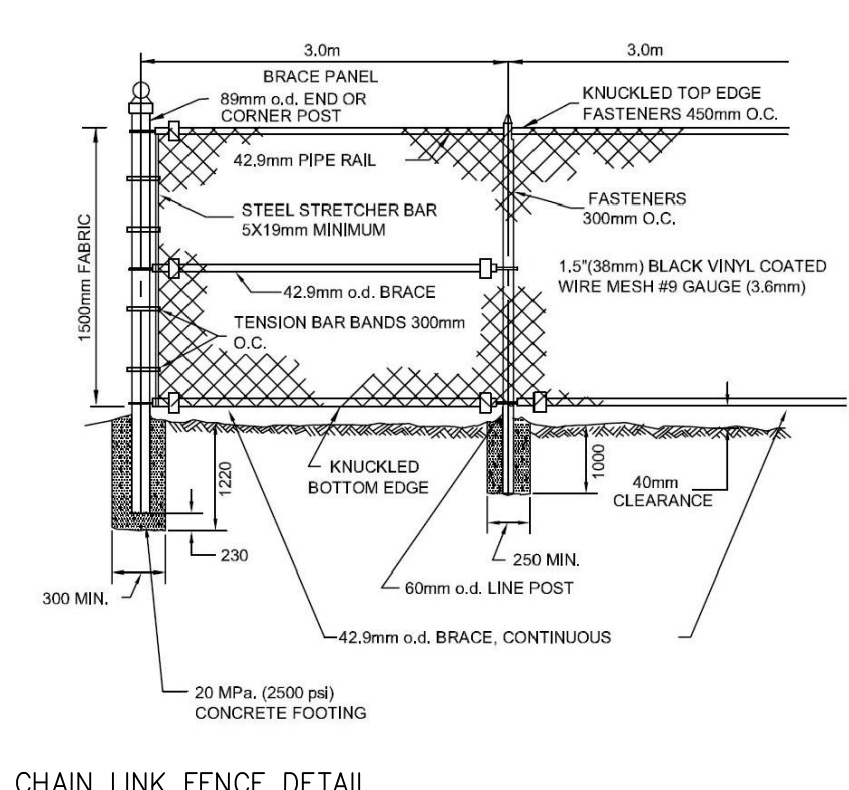 3.0m
3.0m
BRACE PANEL
89mm o.d. END OR
CORNER POST
KNUCKLED TOP EDGE
FASTENERS 450mm O.C.
42.9mm PIPE RAIL
STEEL STRETCHER BAR
5X19mm MINIMUM
FASTENERS
300mm O.C.
1500mm FABRIC
1.5"(38mm) BLACK VINYL COATED
WIRE MESH #9 GAUGE (3.6mm)
42.9mm o.d. BRACE
TENSION BAR BANDS 300mm
O.C.
KNUCKLED
BOTTOM EDGE
1220
1000
40mm
CLEARANCE
230
250 MIN.
300 MIN.
60mm o.d. LINE POST
42.9mm o.d. BRACE, CONTINUOUS
20 MPa. (2500 psi)
CONCRETE FOOTING
CHAIN LINK FENCE DETAIL